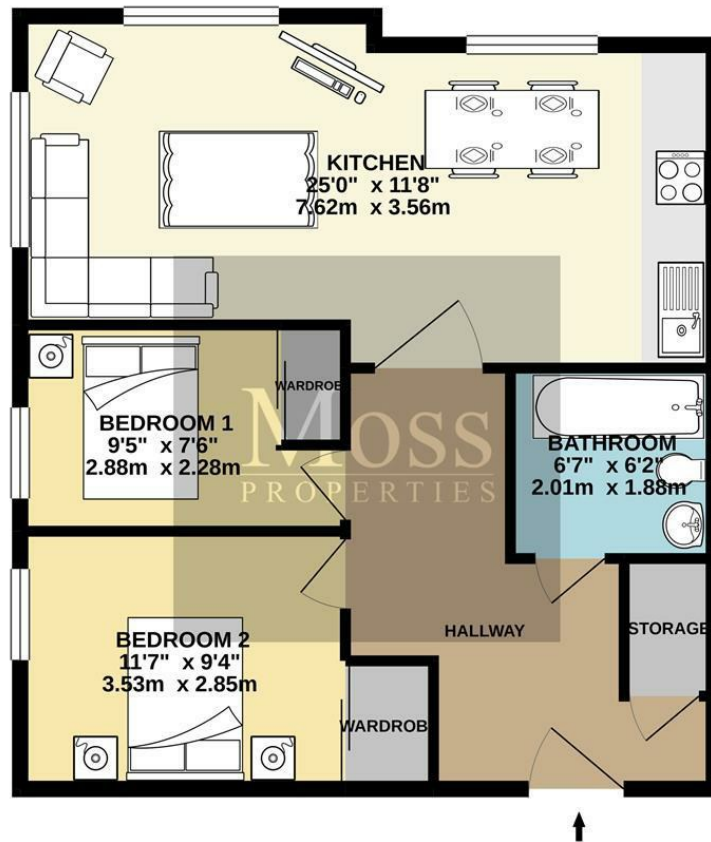 KITCHEN
25'0" x 11'8"
7.62m x 3.56m
WARDROB
BEDROOM 1
9'5" x 7'6"
2.88m x 2.28m
MOSS
PROPERTIES
BATHROOM
6'7" x 6'2"
2.01m x 1.88m
BEDROOM 2
11'7" x 9'4"
3.53m x 2.85m
HALLWAY
STORAGE
WARDROB